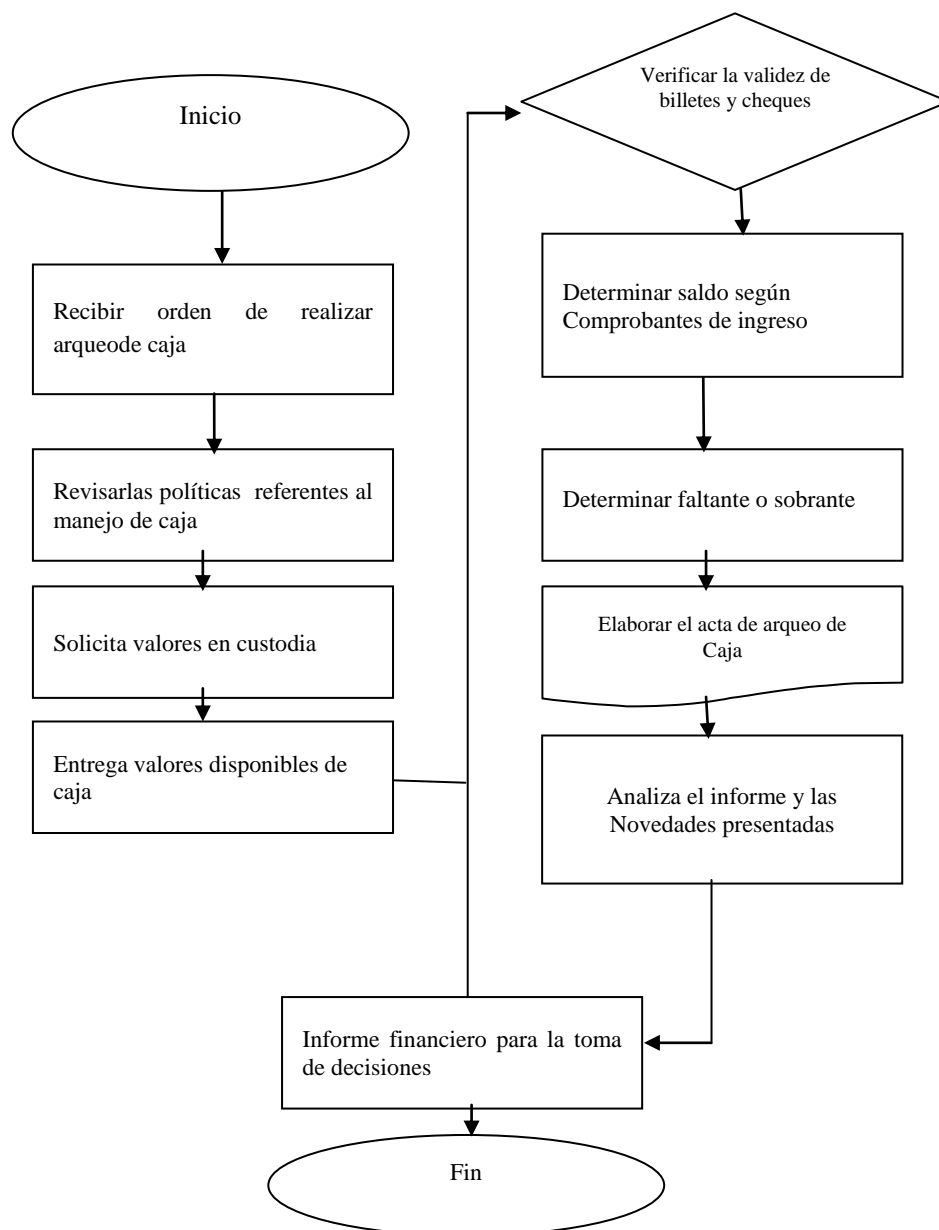 Inicio
Recibir orden de realizar
arqueode caja
Revisarlas políticas referentes al
manejo de caja
Solicita valores en custodia
Entrega valores disponibles de
caja
Verificar la validez de
billetes y cheques
Determinar saldo según
Comprobantes de ingreso
Determinar faltante o sobrante
Elaborar el acta de arqueo de
Caja
Analiza el informe y las
Novedades presentadas
Informe financiero para la toma
de decisiones
Fin